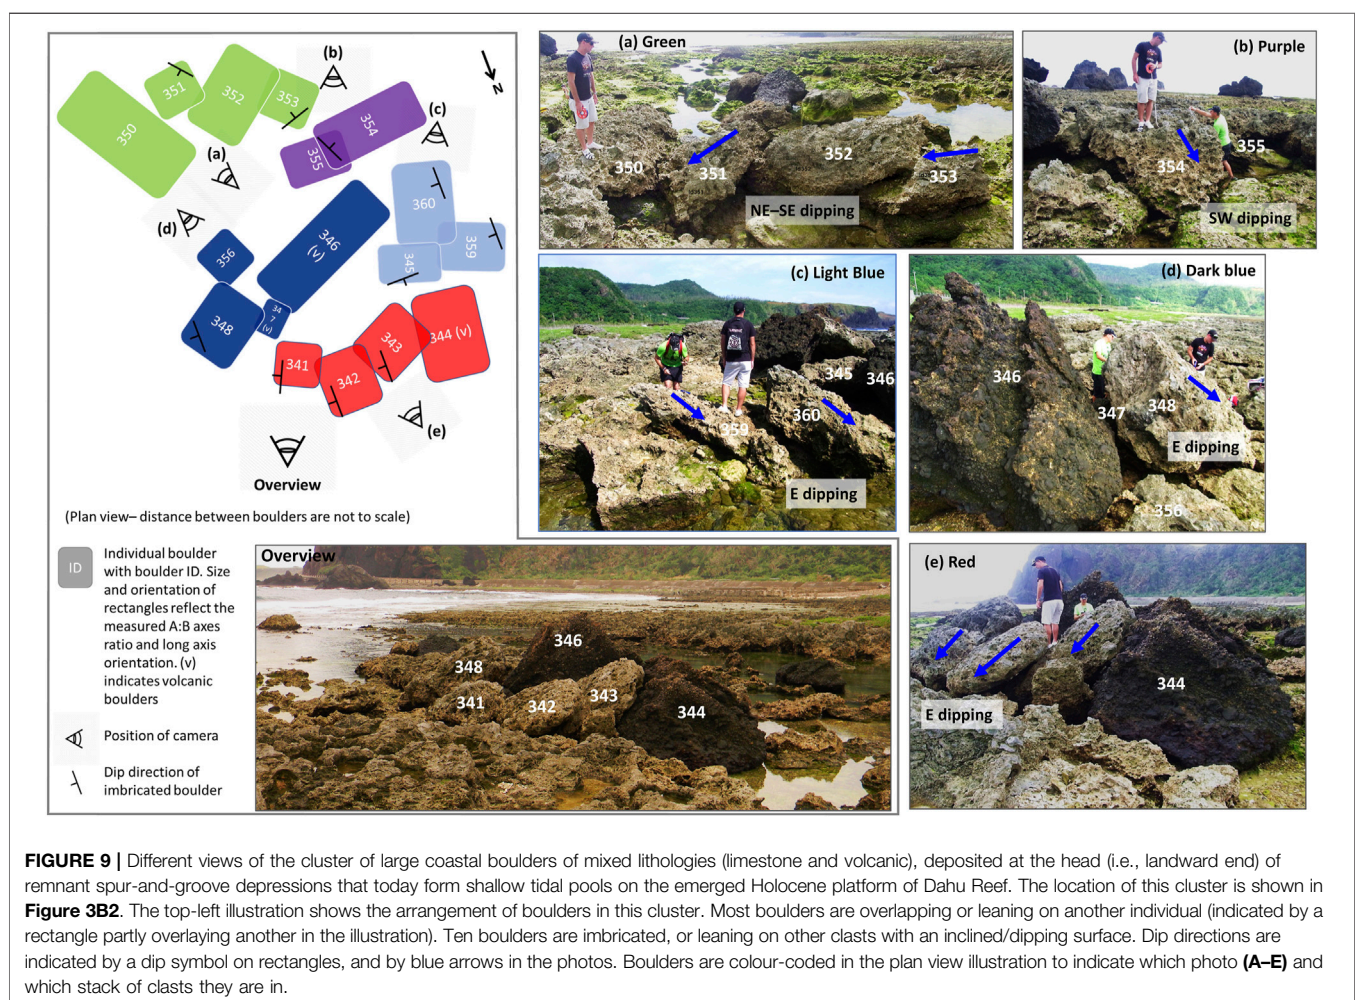 (b)
N
351
352
353
350
354
(c)
355
(a)
360
(d)
346
(v)
359
356
345
34
7
(v)
348
343
344 (v)
341
342
(e)
Overview
(Plan view– distance between boulders are not to scale)
ID
Individual boulder
with boulder ID. Size
and orientation of
rectangles reflect the
measured A:B axes
ratio and long axis
orientation. (v)
indicates volcanic
boulders
Position of camera
Dip direction of
imbricated boulder
(a) Green
350
351
352
353
NE–SE dipping
(b) Purple
354
355
SW dipping
(c) Light Blue
345
346
360
359
E dipping
(d) Dark blue
346
347
348
E dipping
356
Overview
346
348
341
342
343
344
(e) Red
344
E dipping
FIGURE 9 | Different views of the cluster of large coastal boulders of mixed lithologies (limestone and volcanic), deposited at the head (i.e., landward end) of
remnant spur-and-groove depressions that today form shallow tidal pools on the emerged Holocene platform of Dahu Reef. The location of this cluster is shown in
Figure 3B2. The top-left illustration shows the arrangement of boulders in this cluster. Most boulders are overlapping or leaning on another individual (indicated by a
rectangle partly overlaying another in the illustration). Ten boulders are imbricated, or leaning on other clasts with an inclined/dipping surface. Dip directions are
indicated by a dip symbol on rectangles, and by blue arrows in the photos. Boulders are colour-coded in the plan view illustration to indicate which photo (A–E) and
which stack of clasts they are in.